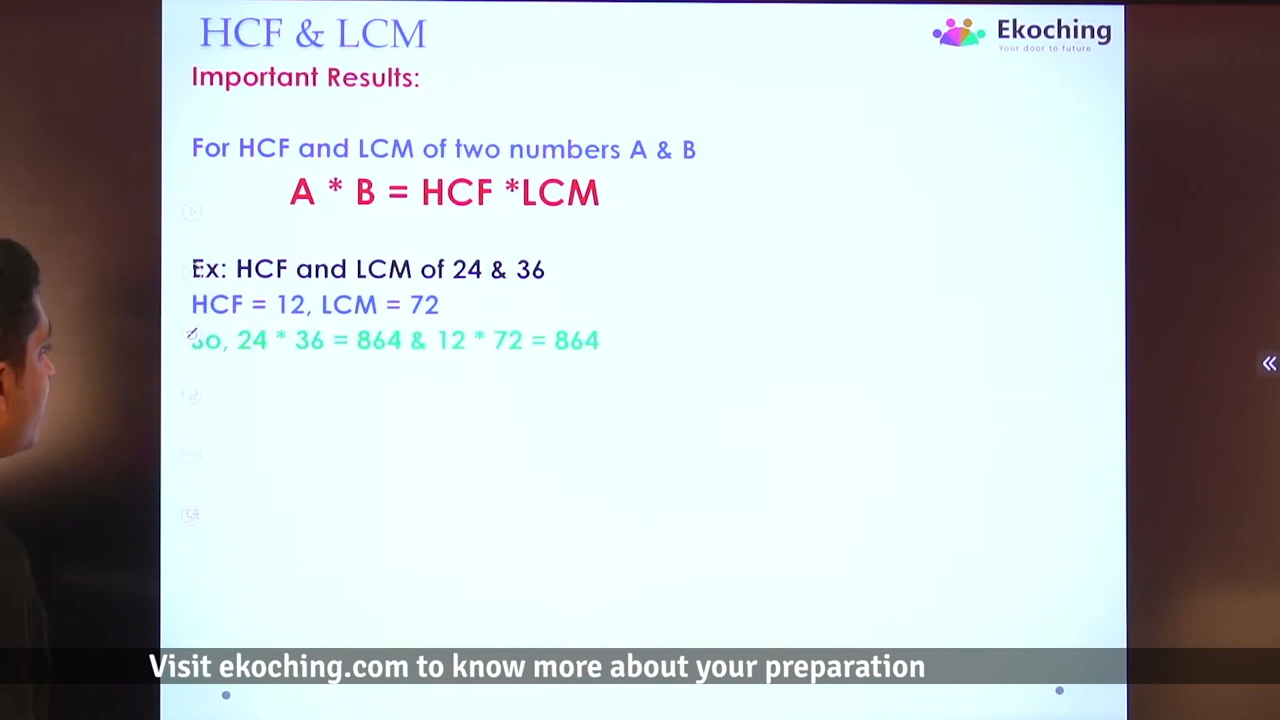 HCF & LCM
Ekoching
Your door to future
Important Results:
For HCF and LCM of two numbers A & B
A * B = HCF *LCM
Ex: HCF and LCM of 24 & 36
HCF = 12, LCM = 72
So, 24 * 36 = 864 & 12 * 72 = 864
Visit ekoching.com to know more about your preparation